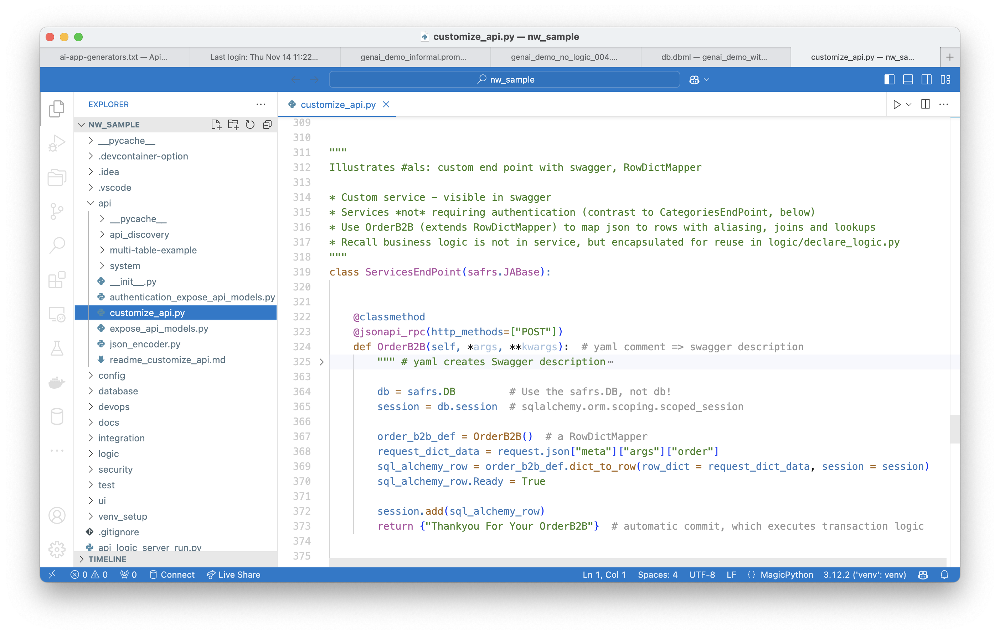 customize_api.py — nw_sample
ai-app-generators.txt — Api...
Last login: Thu Nov 14 11:22...
genai_demo_informal.prom...
genai_demo_no_logic_004....
db.dbml — genai_demo_wit...
customize_api.py — nw_sa...
nw_sample
EXPLORER
NW_SAMPLE
__pycache__
.devcontainer-option
.idea
.vscode
api
__pycache__
api_discovery
multi-table-example
system
__init__.py
authentication_expose_api_models.py
customize_api.py
expose_api_models.py
json_encoder.py
readme_customize_api.md
config
database
devops
docs
integration
logic
security
test
ui
venv_setup
.gitignore
api_logic_server_run.py
TIMELINE
customize_api.py
309
310
311 """
312 Illustrates #als: custom end point with swagger, RowDictMapper
313
314 * Custom service – visible in swagger
315 * Services *not* requiring authentication (contrast to CategoriesEndPoint, below)
316 * Use OrderB2B (extends RowDictMapper) to map json to rows with aliasing, joins and lookups
317 * Recall business logic is not in service, but encapsulated for reuse in logic/declare_logic.py
318 """
319 class ServicesEndPoint(safrs.JABase):
320
321
322 @classmethod
323 @jsonapi_rpc(http_methods=["POST"])
324 def OrderB2B(self, *args, **kwargs):  # yaml comment => swagger description
325 """ # yaml creates Swagger description⋯
363
364 db = safrs.DB         # Use the safrs.DB, not db!
365 session = db.session  # sqlalchemy.orm.scoping.scoped_session
366
367 order_b2b_def = OrderB2B()  # a RowDictMapper
368 request_dict_data = request.json["meta"]["args"]["order"]
369 sql_alchemy_row = order_b2b_def.dict_to_row(row_dict = request_dict_data, session = session)
370 sql_alchemy_row.Ready = True
371
372 session.add(sql_alchemy_row)
373 return {"Thankyou For Your OrderB2B"}  # automatic commit, which executes transaction logic
374
375
0 0 0 Connect Live Share Ln 1, Col 1 Spaces: 4 UTF-8 LF {} MagicPython 3.12.2 ('venv': venv)